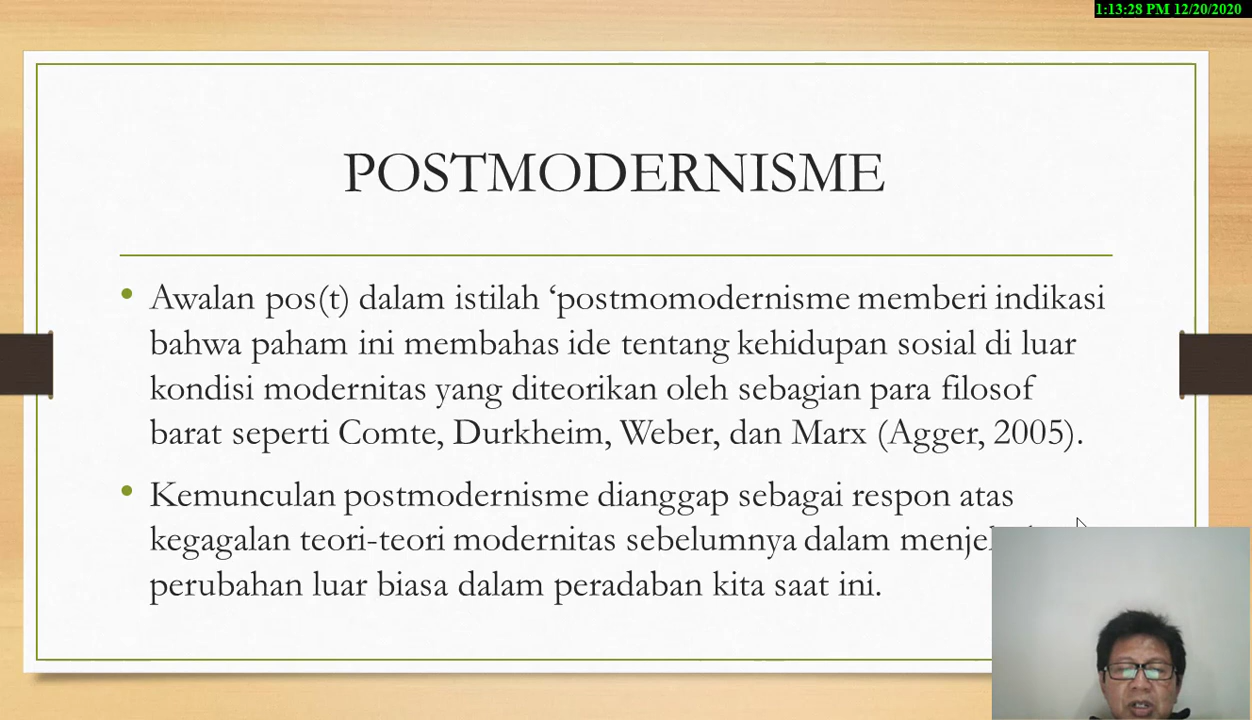 1:13:28 PM 12/20/2020
POSTMODERNISME
Awalan pos(t) dalam istilah ‘postmomodernisme memberi indikasi
bahwa paham ini membahas ide tentang kehidupan sosial di luar
kondisi modernitas yang diteorikan oleh sebagian para filosof
barat seperti Comte, Durkheim, Weber, dan Marx (Agger, 2005).
Kemunculan postmodernisme dianggap sebagai respon atas
kegagalan teori-teori modernitas sebelumnya dalam
perubahan luar biasa dalam peradaban kita saat ini.